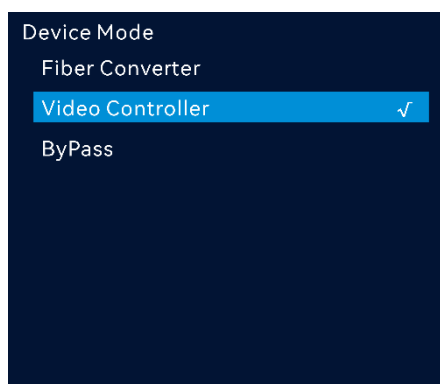 Device Mode
Fiber Converter
Video Controller √
ByPass